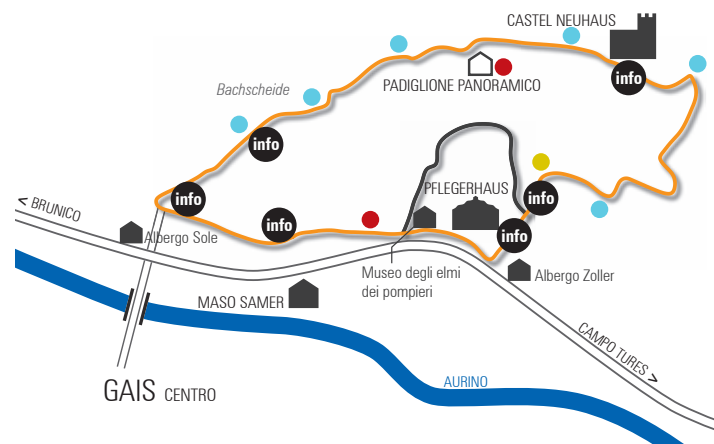 CASTEL NEUHAUS
info
PADIGLIONE PANORAMICO
Bachscheide
info
info
PFLEGERHAUS
info
< BRUNICO
info
info
Albergo Sole
Museo degli elmi
dei pompieri
Albergo Zoller
MASO SAMER
CAMPO TURES >
AURINO
GAIS CENTRO